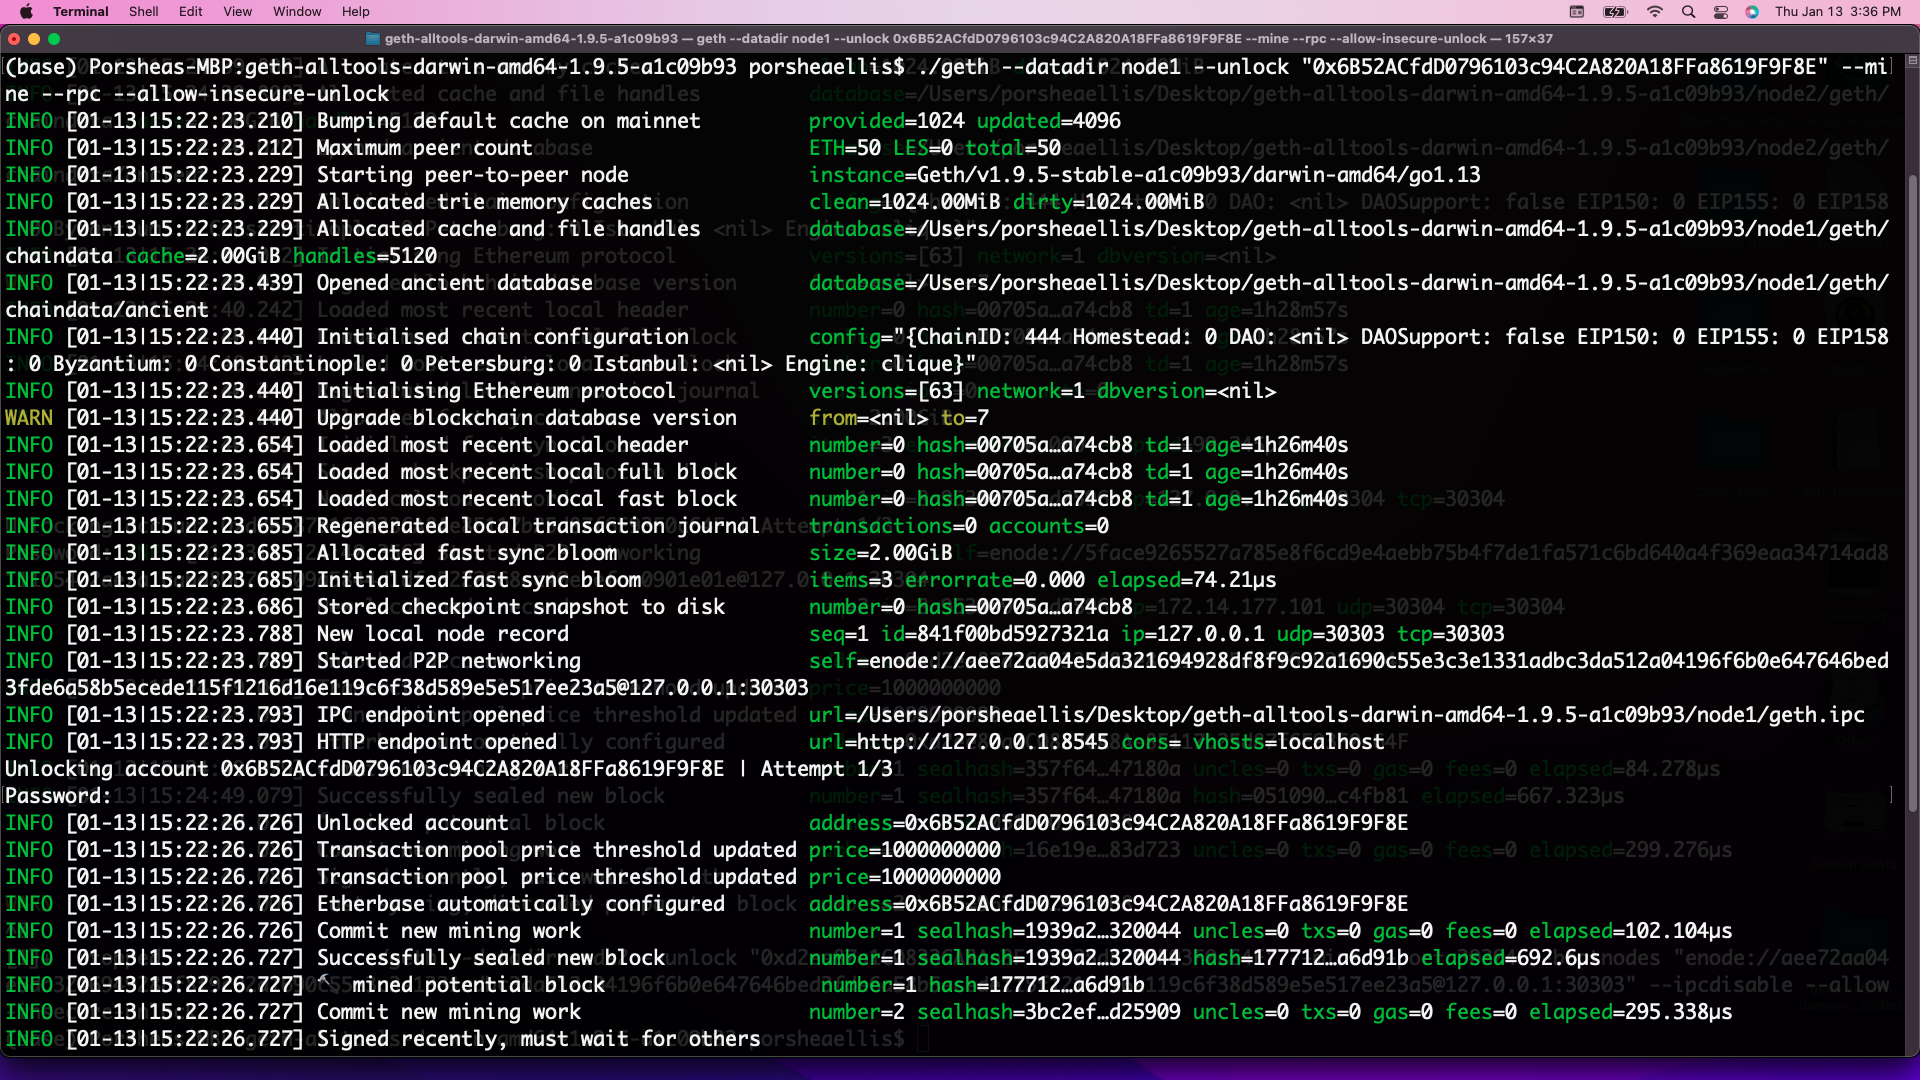 Terminal Shell Edit View Window Help Thu Jan 13 3:36 PM
geth-alltools-darwin-amd64-1.9.5-a1c09b93 — geth --datadir node1 --unlock 0x6B52ACfdD0796103c94C2A820A18FFa8619F9F8E --mine --rpc --allow-insecure-unlock — 157×37
(base) Porsheas-MBP:geth-alltools-darwin-amd64-1.9.5-a1c09b93 porsheaellis$ ./geth --datadir node1 --unlock "0x6B52ACfdD0796103c94C2A820A18FFa8619F9F8E" --mi
ne --rpc --allow-insecure-unlock
INFO [01-13|15:22:23.210] Bumping default cache on mainnet provided=1024 updated=4096
INFO [01-13|15:22:23.212] Maximum peer count ETH=50 LES=0 total=50
INFO [01-13|15:22:23.229] Starting peer-to-peer node instance=Geth/v1.9.5-stable-a1c09b93/darwin-amd64/go1.13
INFO [01-13|15:22:23.229] Allocated trie memory caches clean=1024.00MiB dirty=1024.00MiB
INFO [01-13|15:22:23.229] Allocated cache and file handles database=/Users/porsheaellis/Desktop/geth-alltools-darwin-amd64-1.9.5-a1c09b93/node1/geth/
chaindata cache=2.00GiB handles=5120
INFO [01-13|15:22:23.439] Opened ancient database database=/Users/porsheaellis/Desktop/geth-alltools-darwin-amd64-1.9.5-a1c09b93/node1/geth/
chaindata/ancient
INFO [01-13|15:22:23.440] Initialised chain configuration config="{ChainID: 444 Homestead: 0 DAO: <nil> DAOSupport: false EIP150: 0 EIP155: 0 EIP158
: 0 Byzantium: 0 Constantinople: 0 Petersburg: 0 Istanbul: <nil> Engine: clique}"
INFO [01-13|15:22:23.440] Initialising Ethereum protocol versions=[63] network=1 dbversion=<nil>
WARN [01-13|15:22:23.440] Upgrade blockchain database version from=<nil> to=7
INFO [01-13|15:22:23.654] Loaded most recent local header number=0 hash=00705a…a74cb8 td=1 age=1h26m40s
INFO [01-13|15:22:23.654] Loaded most recent local full block number=0 hash=00705a…a74cb8 td=1 age=1h26m40s
INFO [01-13|15:22:23.654] Loaded most recent local fast block number=0 hash=00705a…a74cb8 td=1 age=1h26m40s
INFO [01-13|15:22:23.655] Regenerated local transaction journal transactions=0 accounts=0
INFO [01-13|15:22:23.685] Allocated fast sync bloom size=2.00GiB
INFO [01-13|15:22:23.685] Initialized fast sync bloom items=3 errorrate=0.000 elapsed=74.21µs
INFO [01-13|15:22:23.686] Stored checkpoint snapshot to disk number=0 hash=00705a…a74cb8
INFO [01-13|15:22:23.788] New local node record seq=1 id=841f00bd5927321a ip=127.0.0.1 udp=30303 tcp=30303
INFO [01-13|15:22:23.789] Started P2P networking self=enode://aee72aa04e5da321694928df8f9c92a1690c55e3c3e1331adbc3da512a04196f6b0e647646bed
3fde6a58b5ecede115f1216d16e119c6f38d589e5e517ee23a5@127.0.0.1:30303
INFO [01-13|15:22:23.793] IPC endpoint opened url=/Users/porsheaellis/Desktop/geth-alltools-darwin-amd64-1.9.5-a1c09b93/node1/geth.ipc
INFO [01-13|15:22:23.793] HTTP endpoint opened url=http://127.0.0.1:8545 cors= vhosts=localhost
Unlocking account 0x6B52ACfdD0796103c94C2A820A18FFa8619F9F8E | Attempt 1/3
Password:
INFO [01-13|15:22:26.726] Unlocked account address=0x6B52ACfdD0796103c94C2A820A18FFa8619F9F8E
INFO [01-13|15:22:26.726] Transaction pool price threshold updated price=1000000000
INFO [01-13|15:22:26.726] Transaction pool price threshold updated price=1000000000
INFO [01-13|15:22:26.726] Etherbase automatically configured address=0x6B52ACfdD0796103c94C2A820A18FFa8619F9F8E
INFO [01-13|15:22:26.726] Commit new mining work number=1 sealhash=1939a2…320044 uncles=0 txs=0 gas=0 fees=0 elapsed=102.104µs
INFO [01-13|15:22:26.727] Successfully sealed new block number=1 sealhash=1939a2…320044 hash=177712…a6d91b elapsed=692.6µs
INFO [01-13|15:22:26.727] 🔨 mined potential block number=1 hash=177712…a6d91b
INFO [01-13|15:22:26.727] Commit new mining work number=2 sealhash=3bc2ef…d25909 uncles=0 txs=0 gas=0 fees=0 elapsed=295.338µs
INFO [01-13|15:22:26.727] Signed recently, must wait for others